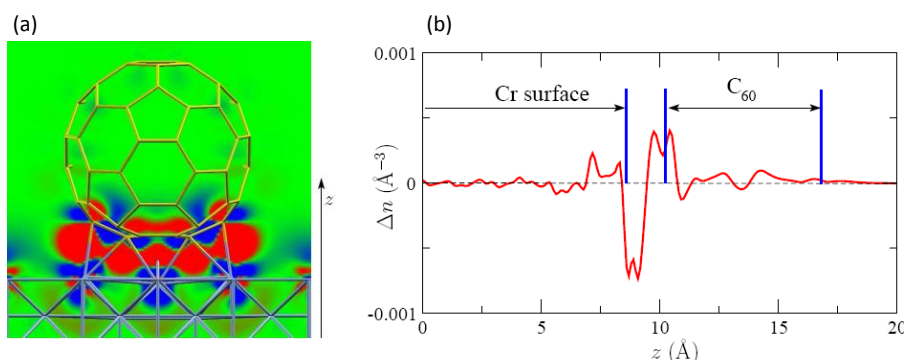 (a)
z
(b)
0.001
0
-0.001
Δn (Å⁻³)
Cr surface
C₆₀
0 5 10 15 20
z (Å)